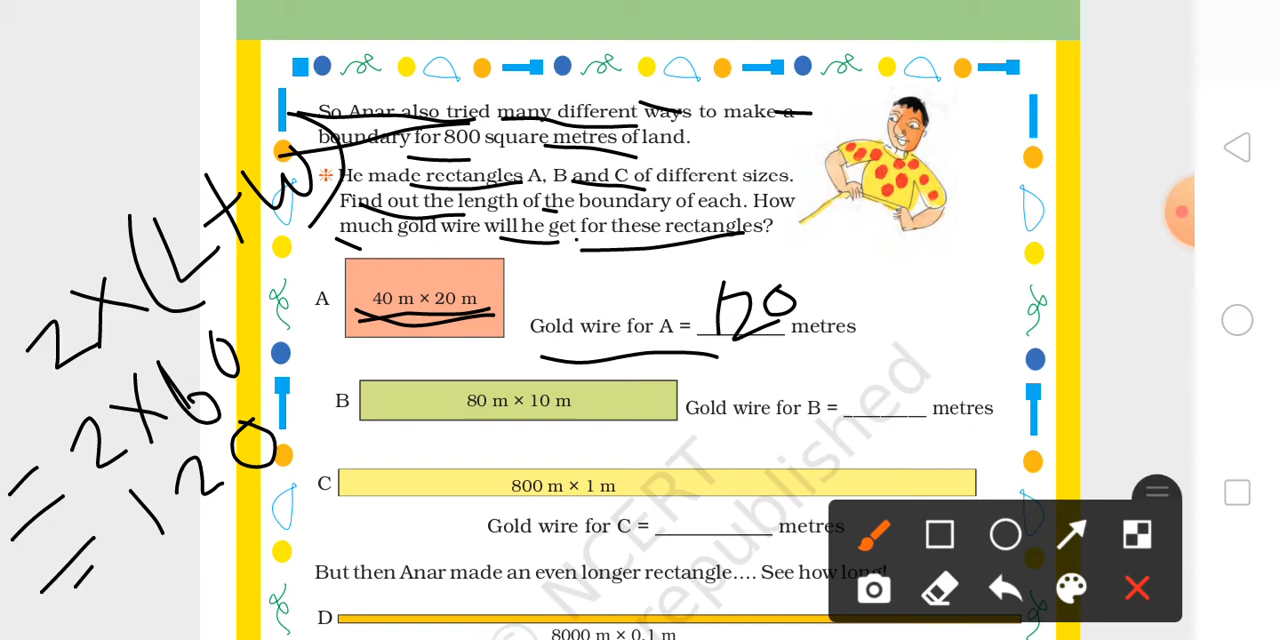 So Anar also tried many different ways to make a
boundary for 800 square metres of land.
He made rectangles A, B and C of different sizes.
Find out the length of the boundary of each. How
much gold wire will he get for these rectangles?
2 × (L + W)
= 2 × 60
= 120
A
40 m × 20 m
Gold wire for A = 120 metres
B
80 m × 10 m
Gold wire for B = ________ metres
C
800 m × 1 m
Gold wire for C = ____________ metres
But then Anar made an even longer rectangle.... See how long!
D
8000 m × 0.1 m
© NCERT
republished